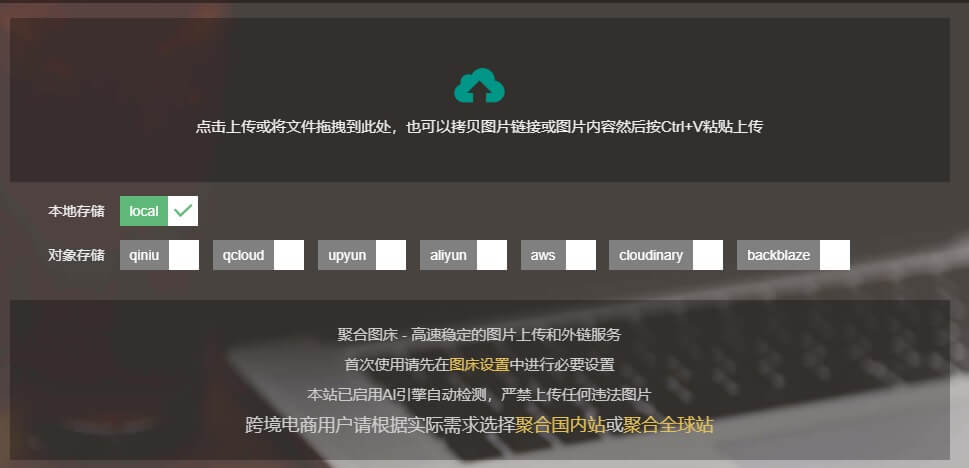 点击上传或将文件拖拽到此处，也可以拷贝图片链接或图片内容然后按Ctrl+V粘贴上传
本地存储 local
对象存储 qiniu qcloud upyun aliyun aws cloudinary backblaze
聚合图床 - 高速稳定的图片上传和外链服务
首次使用请先在图床设置中进行必要设置
本站已启用AI引擎自动检测，严禁上传任何违法图片
跨境电商用户请根据实际需求选择聚合国内站或聚合全球站